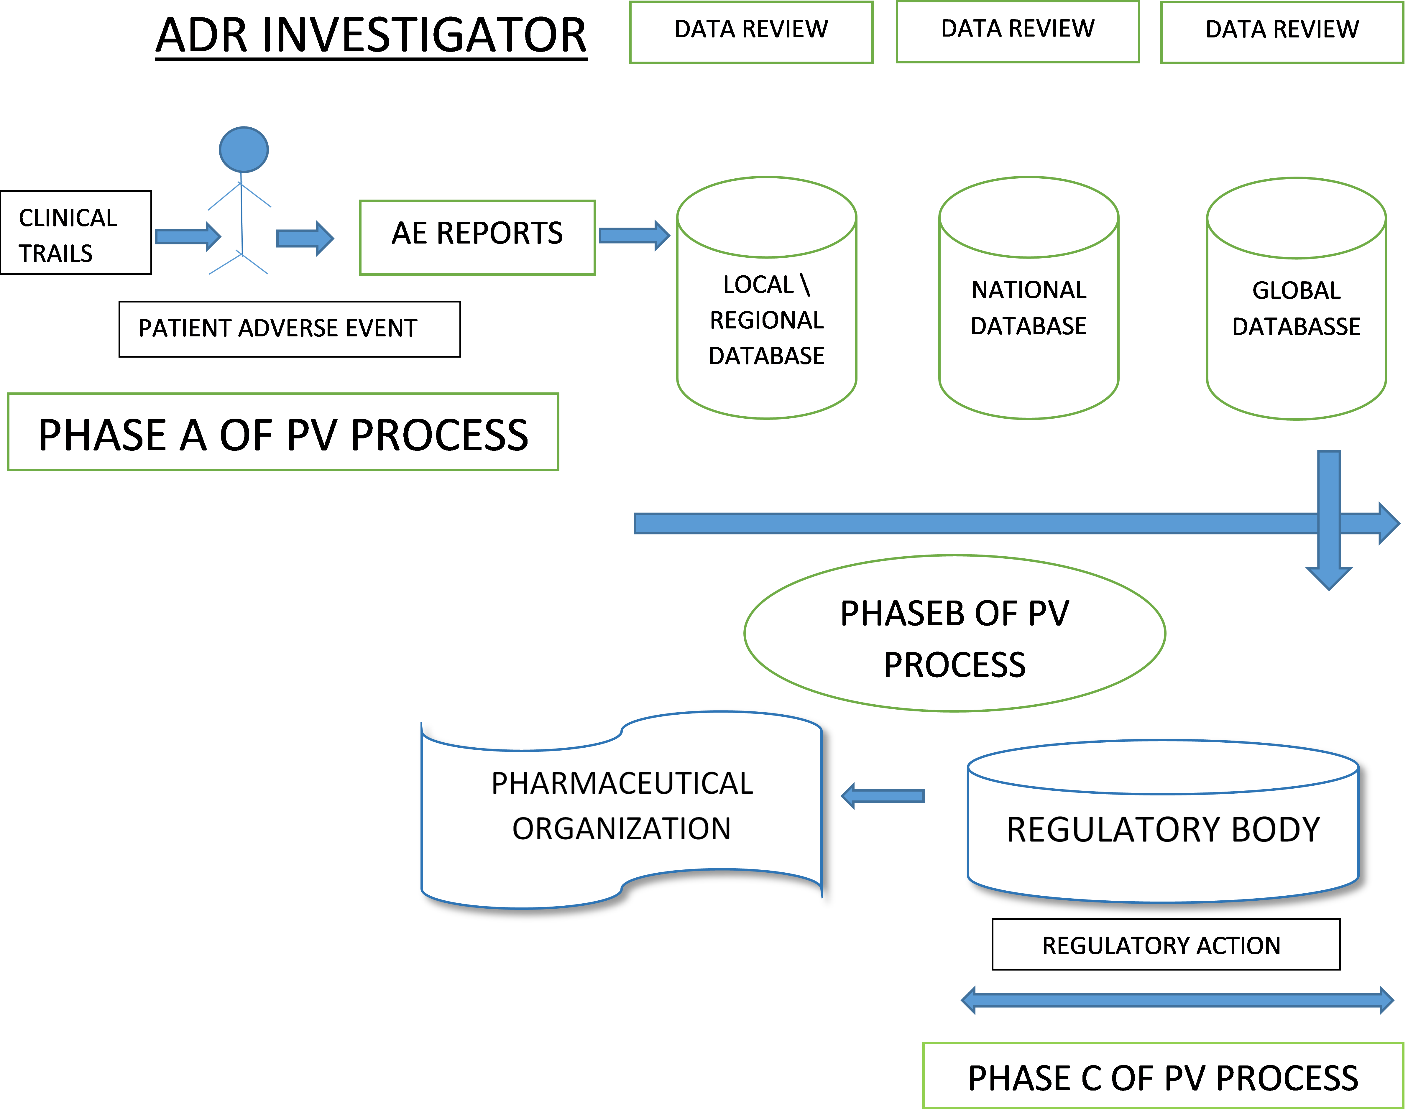 ADR INVESTIGATOR
DATA REVIEW
DATA REVIEW
DATA REVIEW
CLINICAL
TRAILS
AE REPORTS
PATIENT ADVERSE EVENT
LOCAL \
REGIONAL
DATABASE
NATIONAL
DATABASE
GLOBAL
DATABASSE
PHASE A OF PV PROCESS
PHASEB OF PV
PROCESS
PHARMACEUTICAL
ORGANIZATION
REGULATORY BODY
REGULATORY ACTION
PHASE C OF PV PROCESS